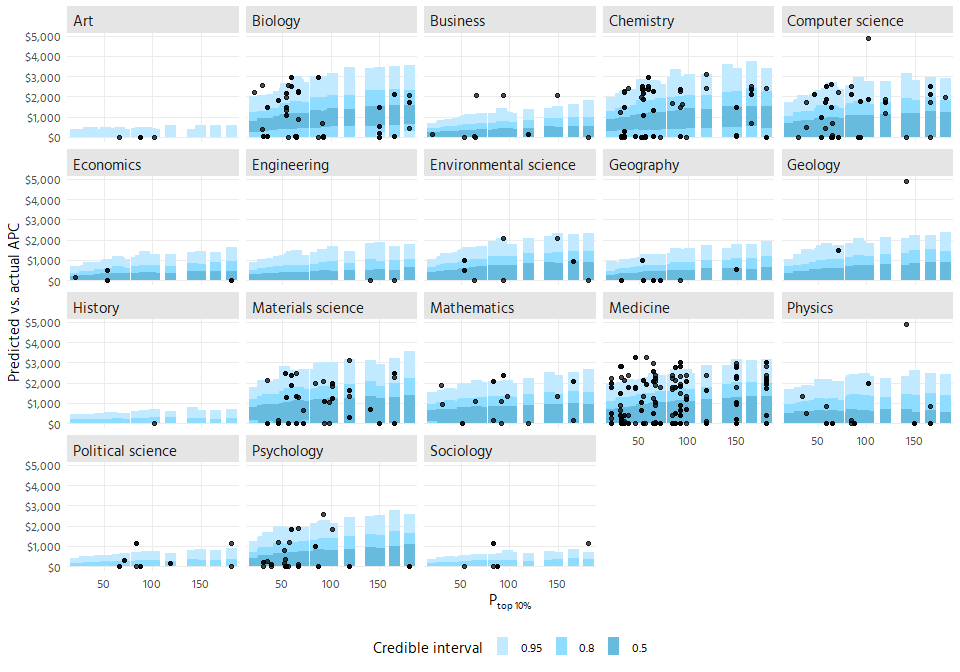 Art Biology Business Chemistry Computer science
$5,000
$4,000
$3,000
$2,000
$1,000
$0
Economics Engineering Environmental science Geography Geology
$5,000
$4,000
$3,000
$2,000
$1,000
$0
History Materials science Mathematics Medicine Physics
$5,000
$4,000
$3,000
$2,000
$1,000
$0
50 100 150 50 100 150
Political science Psychology Sociology
$5,000
$4,000
$3,000
$2,000
$1,000
$0
50 100 150 50 100 150 50 100 150
Predicted vs. actual APC
P top 10%
Credible interval 0.95 0.8 0.5